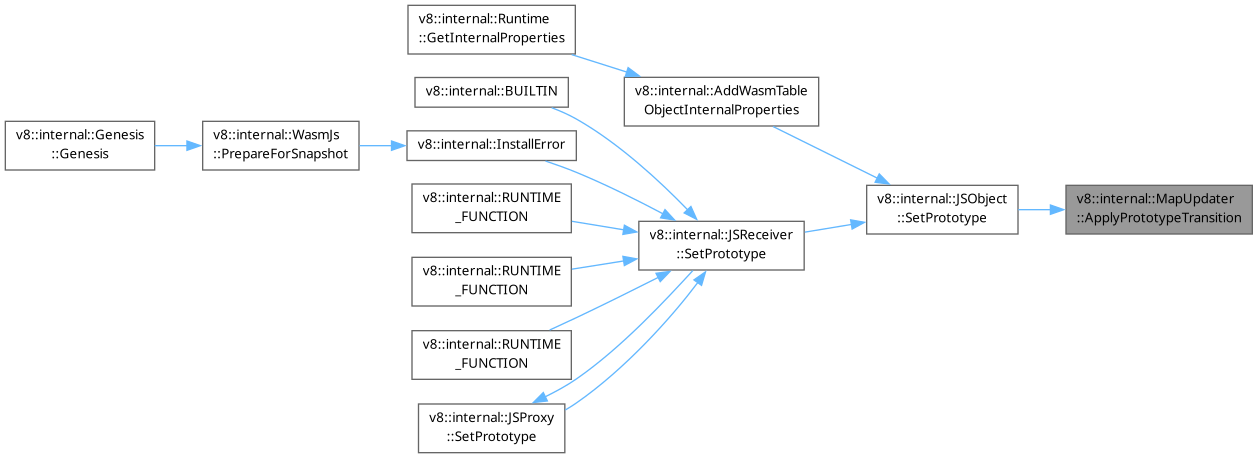 v8::internal::Runtime
::GetInternalProperties
v8::internal::AddWasmTable
ObjectInternalProperties
v8::internal::BUILTIN
v8::internal::Genesis
::Genesis
v8::internal::WasmJs
::PrepareForSnapshot
v8::internal::InstallError
v8::internal::RUNTIME
_FUNCTION
v8::internal::JSObject
::SetPrototype
v8::internal::MapUpdater
::ApplyPrototypeTransition
v8::internal::JSReceiver
::SetPrototype
v8::internal::RUNTIME
_FUNCTION
v8::internal::RUNTIME
_FUNCTION
v8::internal::JSProxy
::SetPrototype